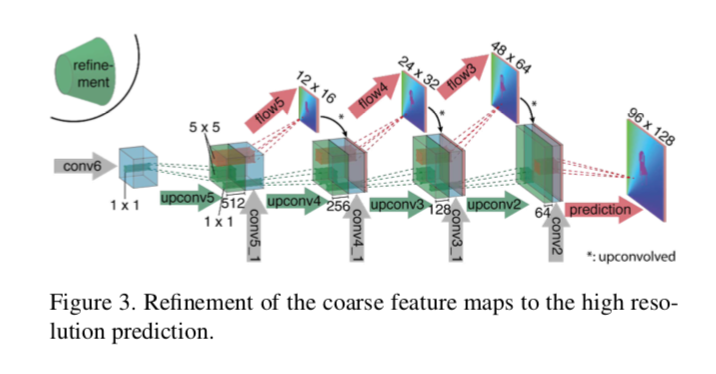 refine-
ment
conv6
1 x 1
5 x 5
upconv5
1 x 1
512
conv5_1
flow5
12 x 16
*
upconv4
256
conv4_1
flow4
24 x 32
*
upconv3
128
conv3_1
flow3
48 x 64
*
upconv2
64
conv2
prediction
96 x 128
*: upconvolved
Figure 3. Refinement of the coarse feature maps to the high reso-
lution prediction.